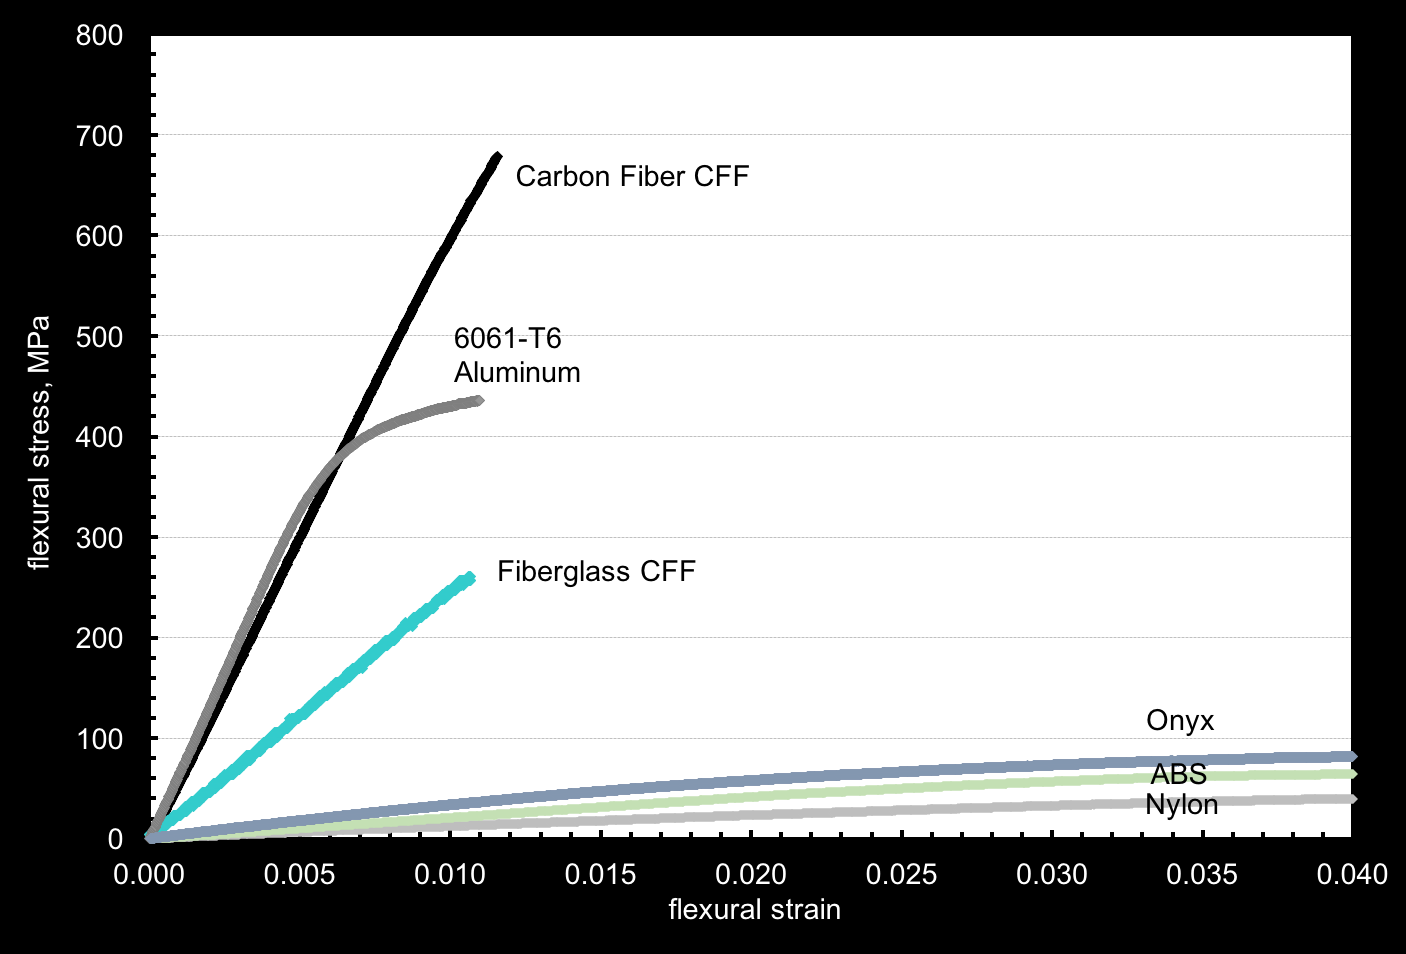 800
700
Carbon Fiber CFF
600
500
6061-T6
Aluminum
flexural stress, MPa
400
300
Fiberglass CFF
200
Onyx
100
ABS
Nylon
0
0.000 0.005 0.010 0.015 0.020 0.025 0.030 0.035 0.040
flexural strain